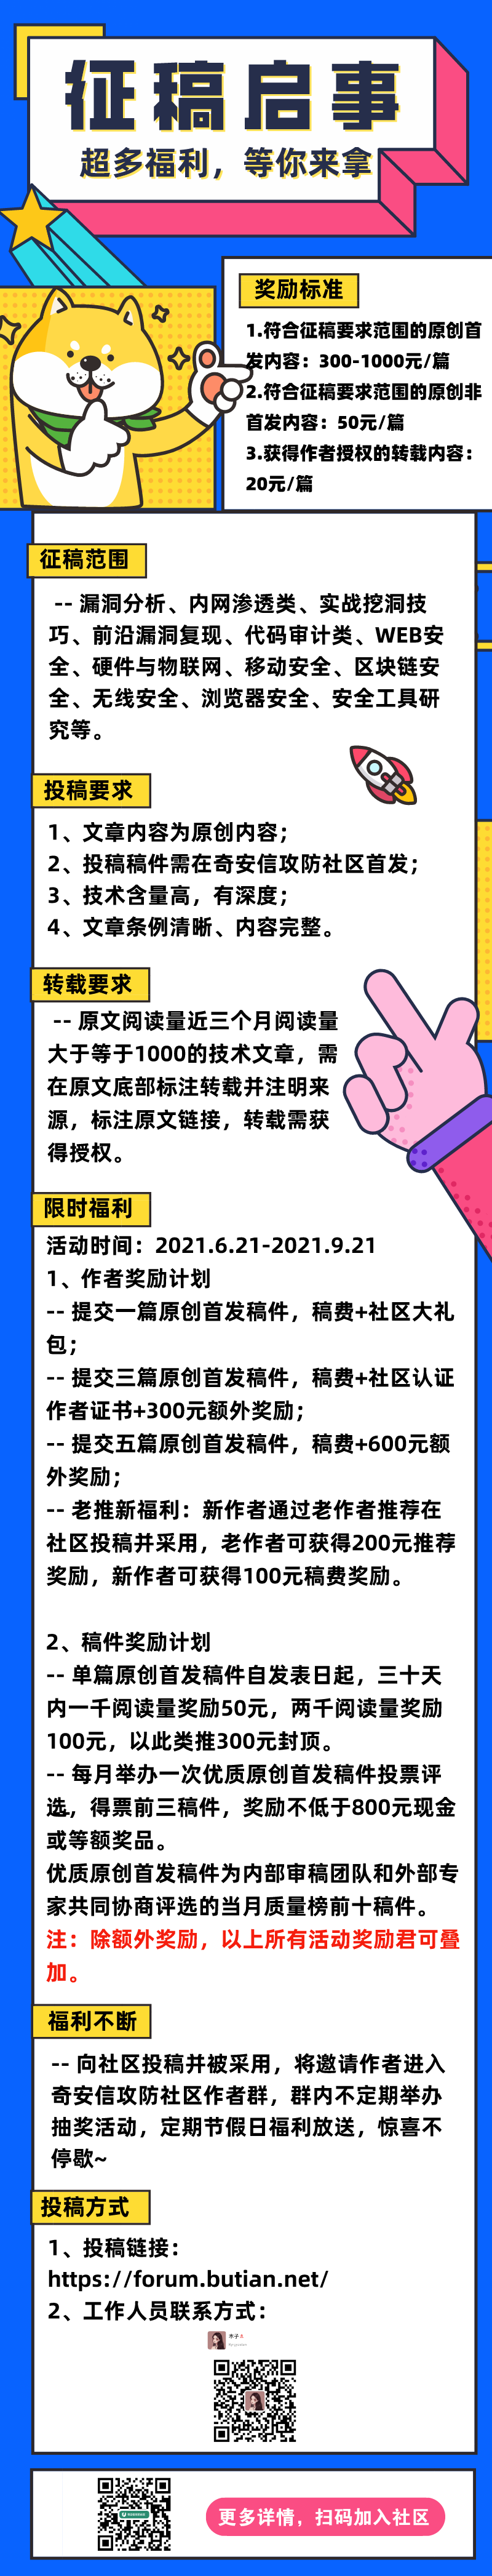 征稿启事
超多福利，等你来拿
奖励标准
1.符合征稿要求范围的原创首
发内容：300-1000元/篇
2.符合征稿要求范围的原创非
首发内容：50元/篇
3.获得作者授权的转载内容：
20元/篇
征稿范围
-- 漏洞分析、内网渗透类、实战挖洞技
巧、前沿漏洞复现、代码审计类、WEB安
全、硬件与物联网、移动安全、区块链安
全、无线安全、浏览器安全、安全工具研
究等。
投稿要求
1、文章内容为原创内容；
2、投稿稿件需在奇安信攻防社区首发；
3、技术含量高，有深度；
4、文章条例清晰、内容完整。
转载要求
-- 原文阅读量近三个月阅读量
大于等于1000的技术文章，需
在原文底部标注转载并注明来
源，标注原文链接，转载需获
得授权。
限时福利
活动时间：2021.6.21-2021.9.21
1、作者奖励计划
-- 提交一篇原创首发稿件，稿费+社区大礼
包；
-- 提交三篇原创首发稿件，稿费+社区认证
作者证书+300元额外奖励；
-- 提交五篇原创首发稿件，稿费+600元额
外奖励；
-- 老推新福利：新作者通过老作者推荐在
社区投稿并采用，老作者可获得200元推荐
奖励，新作者可获得100元稿费奖励。
2、稿件奖励计划
-- 单篇原创首发稿件自发表日起，三十天
内一千阅读量奖励50元，两千阅读量奖励
100元，以此类推300元封顶。
-- 每月举办一次优质原创首发稿件投票评
选，得票前三稿件，奖励不低于800元现金
或等额奖品。
优质原创首发稿件为内部审稿团队和外部专
家共同协商评选的当月质量榜前十稿件。
注：除额外奖励，以上所有活动奖励君可叠
加。
福利不断
-- 向社区投稿并被采用，将邀请作者进入
奇安信攻防社区作者群，群内不定期举办
抽奖活动，定期节假日福利放送，惊喜不
停歇~
投稿方式
1、投稿链接：
https://forum.butian.net/
2、工作人员联系方式：
更多详情，扫码加入社区